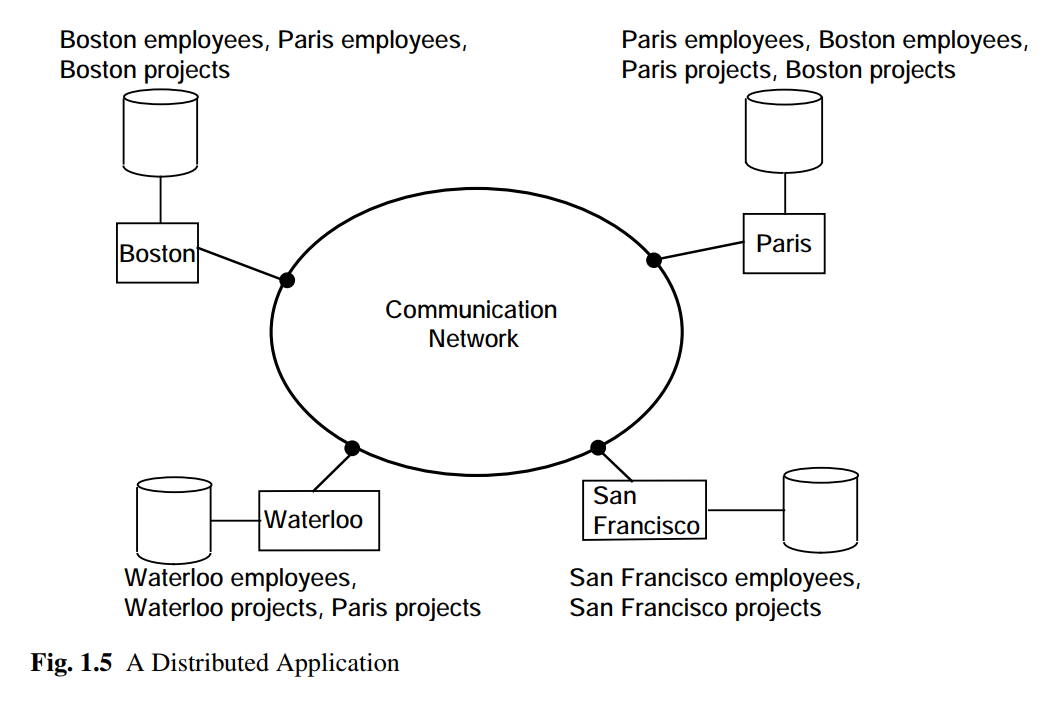 Boston employees, Paris employees,
Boston projects
Paris employees, Boston employees,
Paris projects, Boston projects
Boston
Paris
Communication
Network
Waterloo
San
Francisco
Waterloo employees,
Waterloo projects, Paris projects
San Francisco employees,
San Francisco projects
Fig. 1.5 A Distributed Application